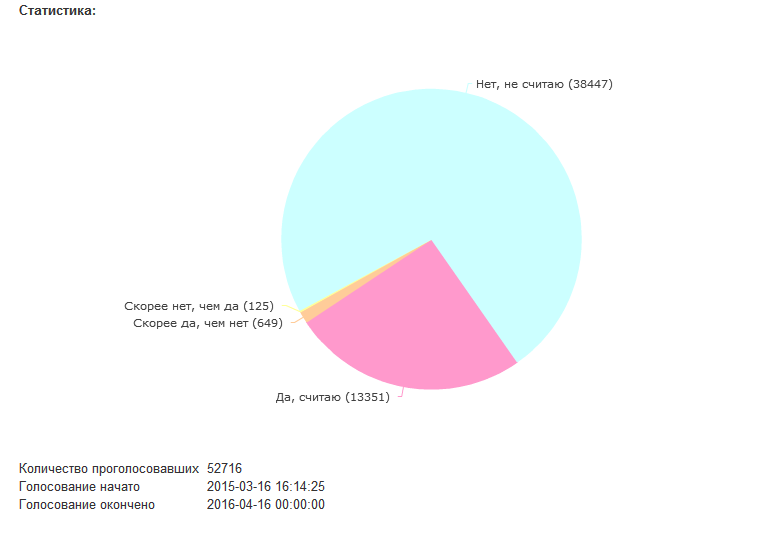 Статистика:
Нет, не считаю (38447)
Скорее нет, чем да (125)
Скорее да, чем нет (649)
Да, считаю (13351)
Количество проголосовавших 52716
Голосование начато 2015-03-16 16:14:25
Голосование окончено 2016-04-16 00:00:00